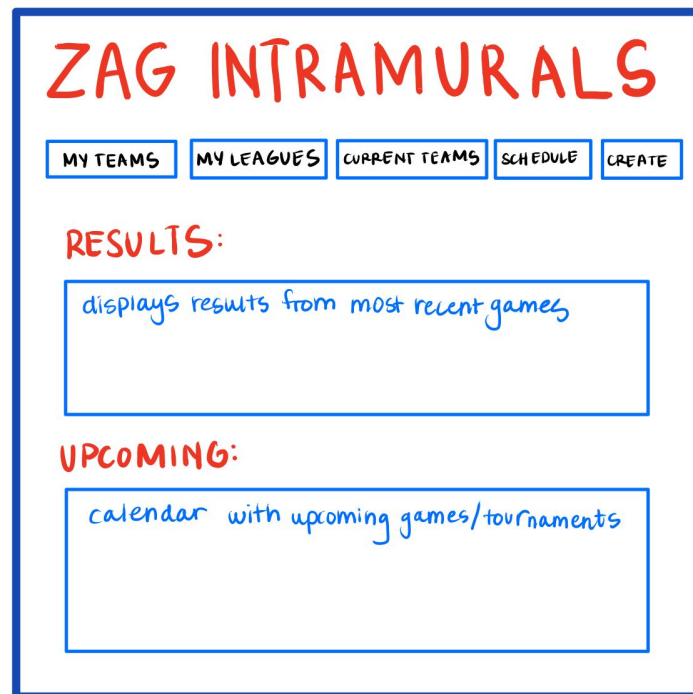 ZAG INTRAMURALS
MY TEAMS MY LEAGUES CURRENT TEAMS SCHEDULE CREATE
RESULTS:
displays results from most recent games
UPCOMING:
calendar with upcoming games/tournaments